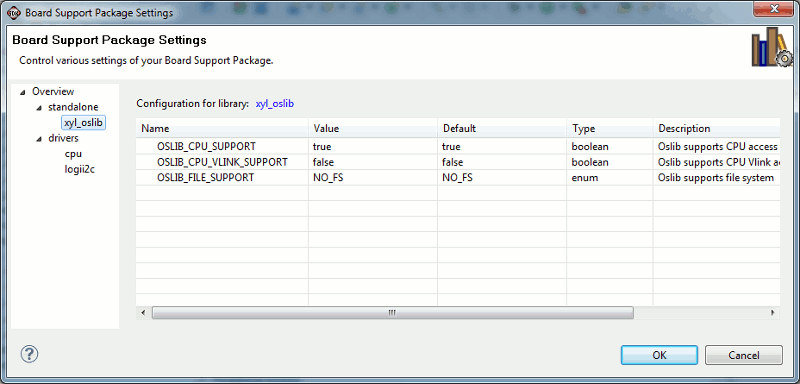 Board Support Package Settings
Board Support Package Settings
Control various settings of your Board Support Package.
Overview
standalone
xyl_oslib
drivers
cpu
logii2c
Configuration for library: xyl_oslib
Name Value Default Type Description
OSLIB_CPU_SUPPORT true true boolean Oslib supports CPU access
OSLIB_CPU_VLINK_SUPPORT false false boolean Oslib supports CPU Vlink ac
OSLIB_FILE_SUPPORT NO_FS NO_FS enum Oslib supports file system
OK Cancel